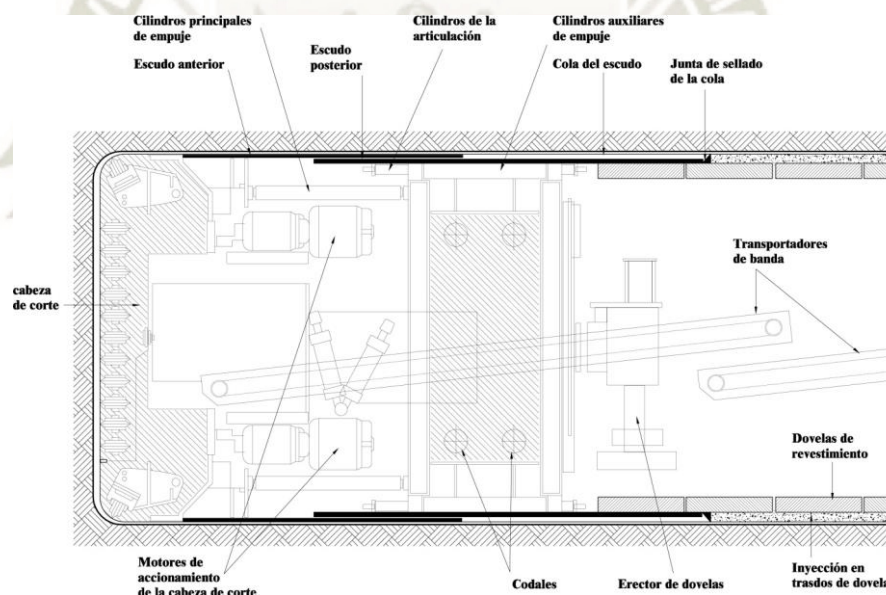 Cilindros principales
de empuje
Escudo anterior
Escudo
posterior
Cilindros de la
articulación
Cilindros auxiliares
de empuje
Cola del escudo
Junta de sellado
de la cola
Transportadores
de banda
cabeza
de corte
Dovelas de
revestimiento
Motores de
accionamiento
de la cabeza de corte
Codales
Erector de dovelas
Inyección en
trasdos de dovela